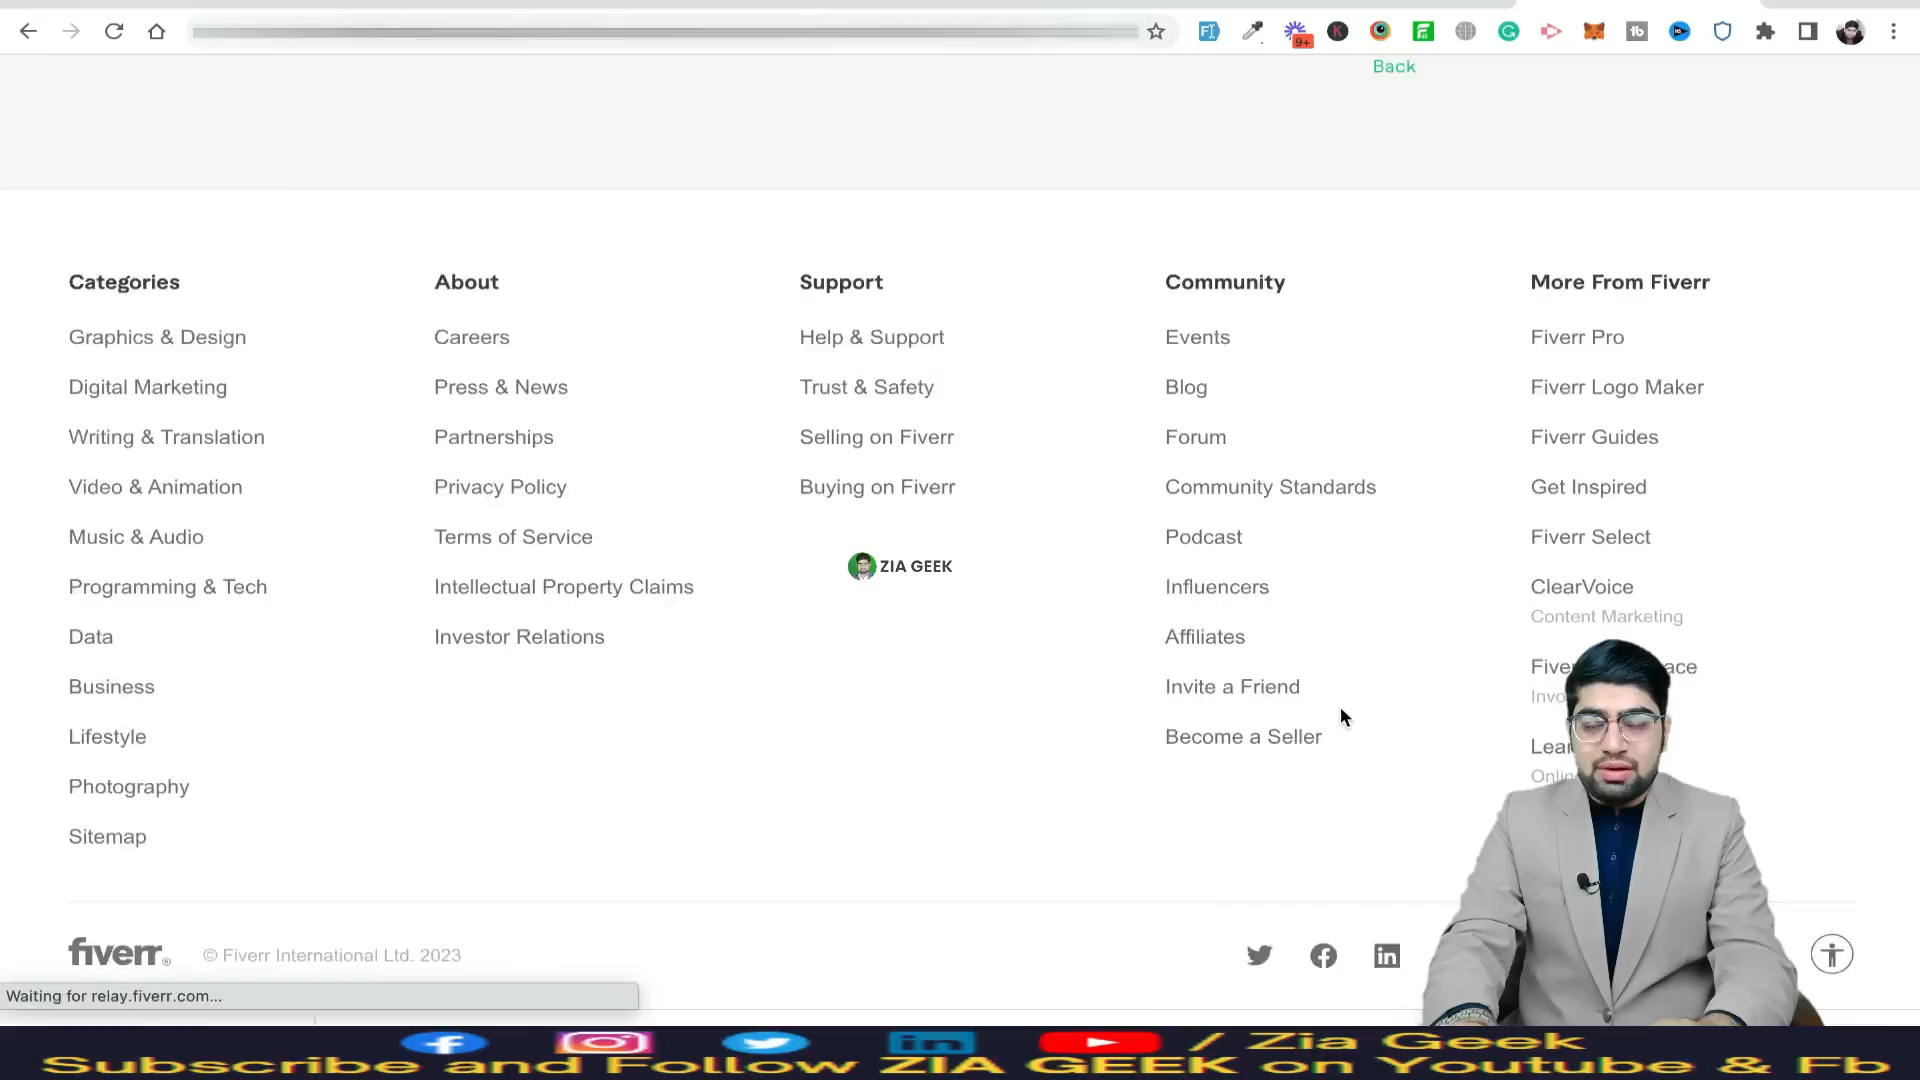 9+
Back
Categories
Graphics & Design
Digital Marketing
Writing & Translation
Video & Animation
Music & Audio
Programming & Tech
Data
Business
Lifestyle
Photography
Sitemap
About
Careers
Press & News
Partnerships
Privacy Policy
Terms of Service
Intellectual Property Claims
Investor Relations
Support
Help & Support
Trust & Safety
Selling on Fiverr
Buying on Fiverr
ZIA GEEK
Community
Events
Blog
Forum
Community Standards
Podcast
Influencers
Affiliates
Invite a Friend
Become a Seller
More From Fiverr
Fiverr Pro
Fiverr Logo Maker
Fiverr Guides
Get Inspired
Fiverr Select
ClearVoice
Content Marketing
fiverr®
© Fiverr International Ltd. 2023
in
Waiting for relay.fiverr.com...
in / Zia Geek
Subscribe and Follow ZIA GEEK on Youtube & Fb